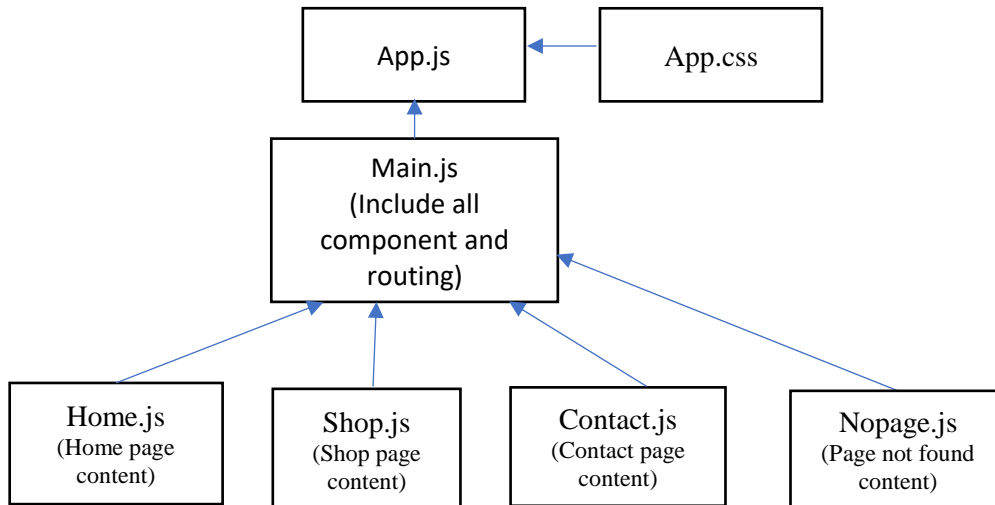 App.js
App.css
Main.js
(Include all
component and
routing)
Home.js
(Home page
content)
Shop.js
(Shop page
content)
Contact.js
(Contact page
content)
Nopage.js
(Page not found
content)